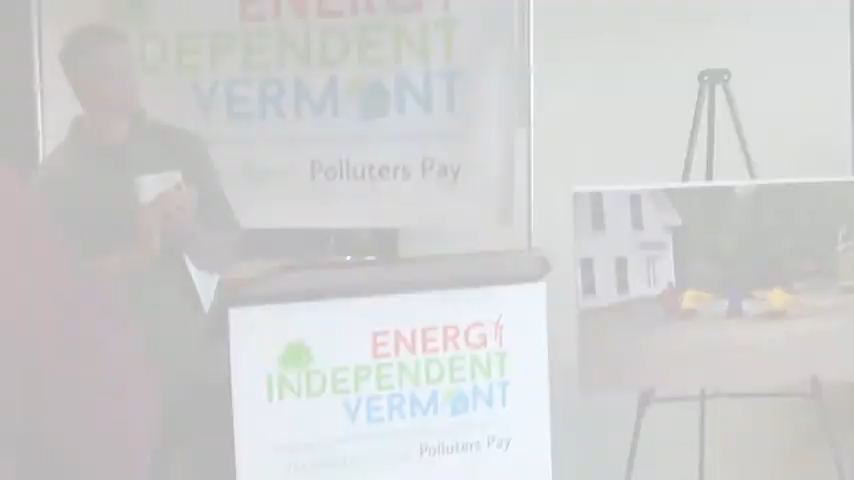 ENERGY
INDEPENDENT
VERMONT
Polluters Pay
ENERGY
INDEPENDENT
VERMONT
Polluters Pay